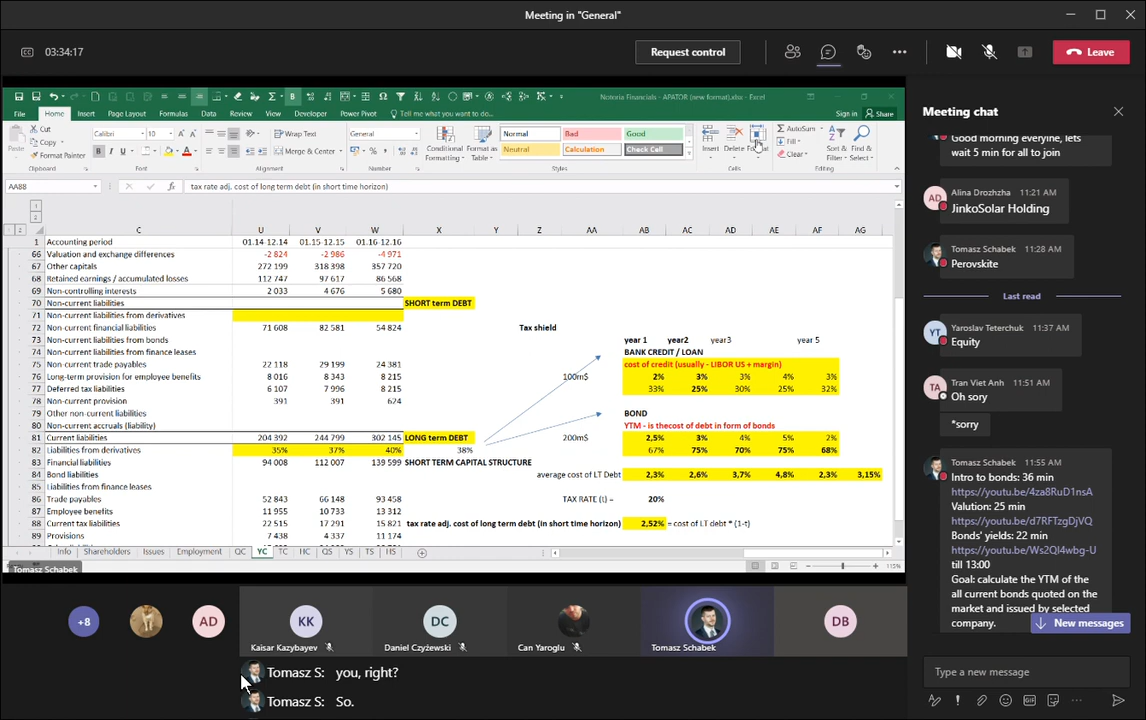 Meeting in "General"
03:34:17
Request control
Leave
Notoria Financials - APATOR (new format).xlsx - Excel
Sign in
Share
File
Home
Insert
Page Layout
Formulas
Data
Review
View
Developer
Power Pivot
Tell me what you want to do...
Cut
Copy
Format Painter
Paste
Clipboard
Calibri
10
Font
Wrap Text
Merge & Center
Alignment
General
Number
Conditional Formatting
Format as Table
Normal
Bad
Good
Neutral
Calculation
Check Cell
Styles
Insert
Delete
Format
Cells
AutoSum
Fill
Clear
Sort & Filter
Find & Select
Editing
AA88
tax rate adj. cost of long term debt (in short time horizon)
C U V W X Y Z AA AB AC AD AE AF AG
1 Accounting period 01.14-12.14 01.15-12.15 01.16-12.16
66 Valuation and exchange differences -2 824 -2 986 -4 971
67 Other capitals 272 199 318 398 357 720
68 Retained earnings / accumulated losses 112 747 97 617 86 568
69 Non-controlling interests 2 033 4 676 5 680
70 Non-current liabilities SHORT term DEBT
71 Non-current liabilities from derivatives
72 Non-current financial liabilities 71 608 82 581 54 824 Tax shield
73 Non-current liabilities from bonds year 1 year2 year3 year 5
74 Non-current liabilities from finance leases BANK CREDIT / LOAN
75 Non-current trade payables 22 118 29 199 24 381 cost of credit (usually - LIBOR US + margin)
76 Long-term provision for employee benefits 8 016 8 343 8 215 100m$ 2% 3% 3% 4% 3%
77 Deferred tax liabilities 6 107 7 996 8 215 33% 25% 30% 25% 32%
78 Non-current provision 391 391 624
79 Other non-current liabilities BOND
80 Non-current accruals (liability) YTM - is thecost of debt in form of bonds
81 Current liabilities 204 392 244 799 302 145 LONG term DEBT 200m$ 2,5% 3% 4% 5% 2%
82 Liabilities from derivatives 35% 37% 40% 38% 67% 75% 70% 75% 68%
83 Financial liabilities 94 008 112 007 139 599 SHORT TERM CAPITAL STRUCTURE
84 Bond liabilities average cost of LT Debt 2,3% 2,6% 3,7% 4,8% 2,3% 3,15%
85 Liabilities from finance leases
86 Trade payables 52 843 66 148 93 458 TAX RATE (t) = 20%
87 Employee benefits 11 955 10 733 13 312
88 Current tax liabilities 22 515 17 291 15 821 tax rate adj. cost of long term debt (in short time horizon) 2,52% = cost of LT debt * (1-t)
89 Provisions 7 438 4 337 11 174
Info Shareholders Issues Employment QC YC TC HC QS YS TS HS
115%
Tomasz Schabek
+8
AD
KK
Kaisar Kazybayev
DC
Daniel Czyżewski
Can Yaroglu
Tomasz Schabek
DB
Tomasz S: you, right?
Tomasz S: So.
Meeting chat
Good morning everyine, lets
wait 5 min for all to join
AD
Alina Drozhzha 11:21 AM
JinkoSolar Holding
Tomasz Schabek 11:28 AM
Perovskite
Last read
YT
Yaroslav Teterchuk 11:37 AM
Equity
TA
Tran Viet Anh 11:51 AM
Oh sory
*sorry
Tomasz Schabek 11:55 AM
Intro to bonds: 36 min
https://youtu.be/4za8RuD1nsA
Valution: 25 min
https://youtu.be/d7RFTzgDjVQ
Bonds' yields: 22 min
https://youtu.be/Ws2Ql4wbg-U
till 13:00
Goal: calculate the YTM of the
all current bonds quoted on the
market and issued by selected
company.
New messages
Type a new message